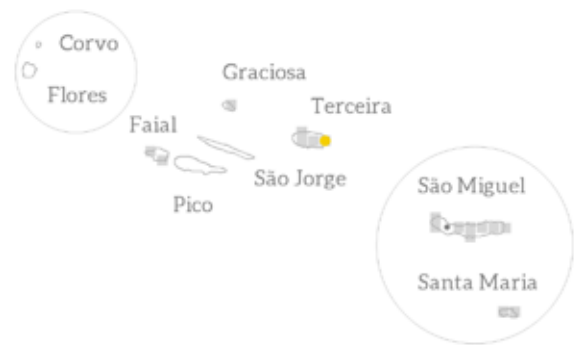 Corvo
Flores
Graciosa
Faial
Terceira
São Jorge
Pico
São Miguel
Santa Maria